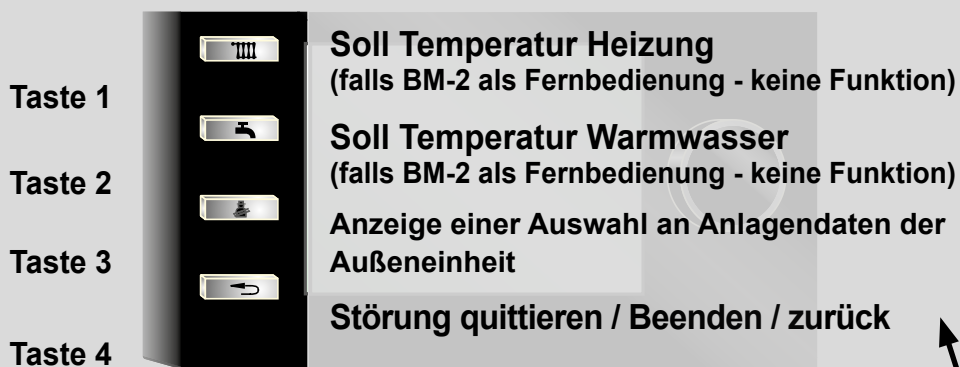 Soll Temperatur Heizung
(falls BM-2 als Fernbedienung - keine Funktion)
Taste 1
Soll Temperatur Warmwasser
(falls BM-2 als Fernbedienung - keine Funktion)
Taste 2
Anzeige einer Auswahl an Anlagendaten der
Außeneinheit
Taste 3
Störung quittieren / Beenden / zurück
Taste 4